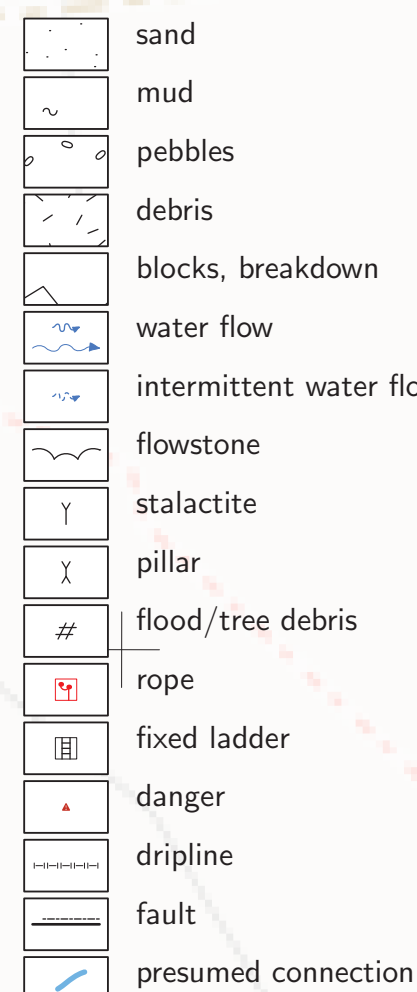 sand
mud
pebbles
debris
blocks, breakdown
water flow
intermittent water flo
flowstone
stalactite
pillar
flood/tree debris
rope
fixed ladder
danger
dripline
fault
presumed connection